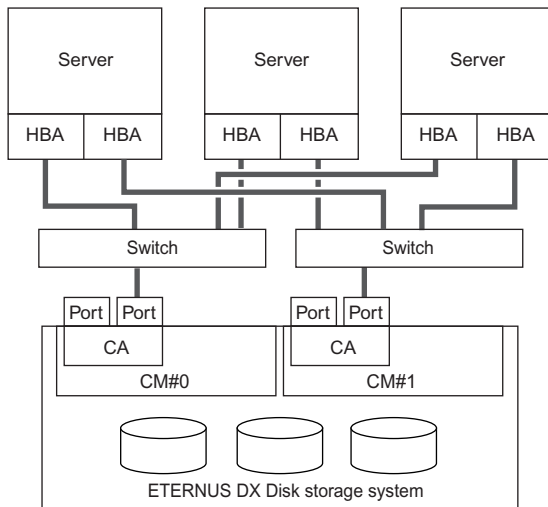 Server
Server
Server
HBA
HBA
HBA
HBA
HBA
HBA
Switch
Switch
Port
Port
Port
Port
CA
CA
CM#0
CM#1
ETERNUS DX Disk storage system